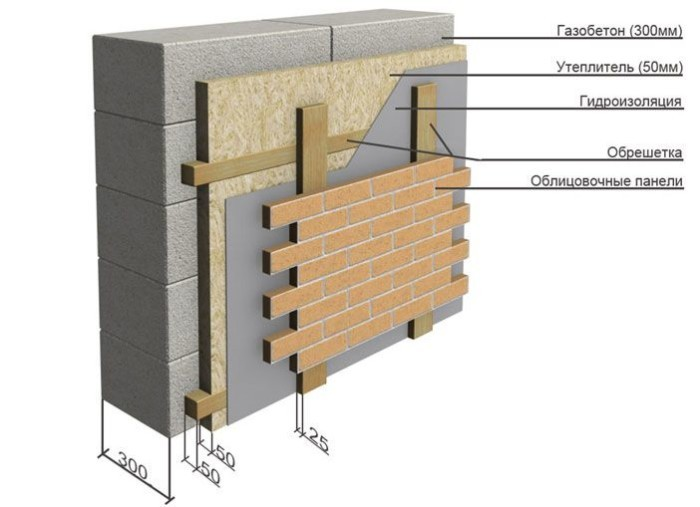 Газобетон (300мм)
Утеплитель (50мм)
Гидроизоляция
Обрешетка
Облицовочные панели
25
50
50
300